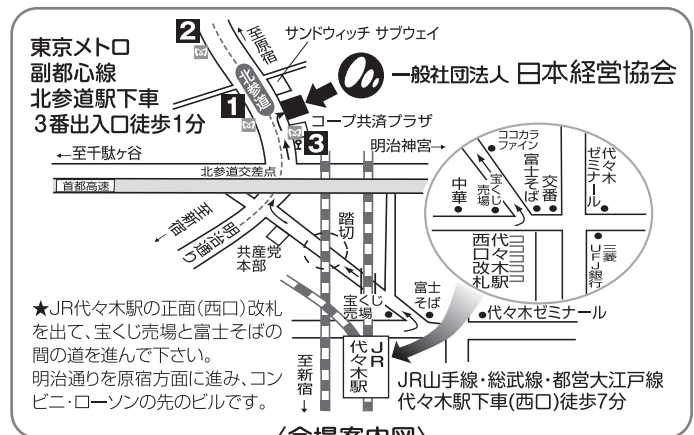 東京メトロ
副都心線
北参道駅下車
3番出入口徒歩1分
2
至原宿
サンドウィッチ サブウェイ
北参道
一般社団法人 日本経営協会
1
コープ共済プラザ
3
←至千駄ヶ谷
明治神宮→
北参道交差点
首都高速
至新宿
明治通り
共産党
本部
踏切
宝くじ
売場
富士
そば
代々木ゼミナール
ココカラ
ファイン
中華
宝くじ
売場
富士そば
交番
代々木
ゼミナール
代々木駅
西口改札
三菱
UFJ銀行
★JR代々木駅の正面(西口)改札
を出て、宝くじ売場と富士そばの
間の道を進んで下さい。
明治通りを原宿方面に進み、コン
ビニ・ローソンの先のビルです。
至新宿
↓
JR
代々木駅
JR山手線・総武線・都営大江戸線
代々木駅下車(西口)徒歩7分
〈会場案内図〉